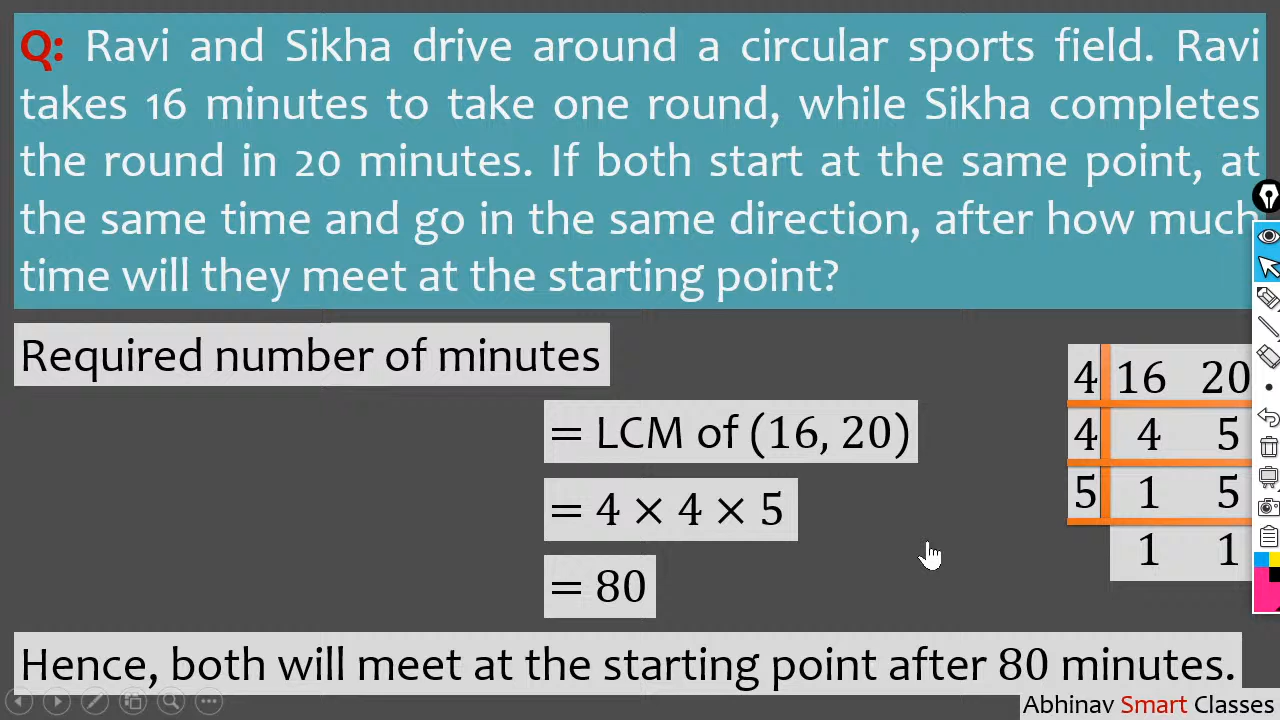 Q: Ravi and Sikha drive around a circular sports field. Ravi
takes 16 minutes to take one round, while Sikha completes
the round in 20 minutes. If both start at the same point, at
the same time and go in the same direction, after how much
time will they meet at the starting point?
Required number of minutes
= LCM of (16, 20)
= 4 × 4 × 5
= 80
4 16 20
4 4 5
5 1 5
1 1
Hence, both will meet at the starting point after 80 minutes.
Abhinav Smart Classes